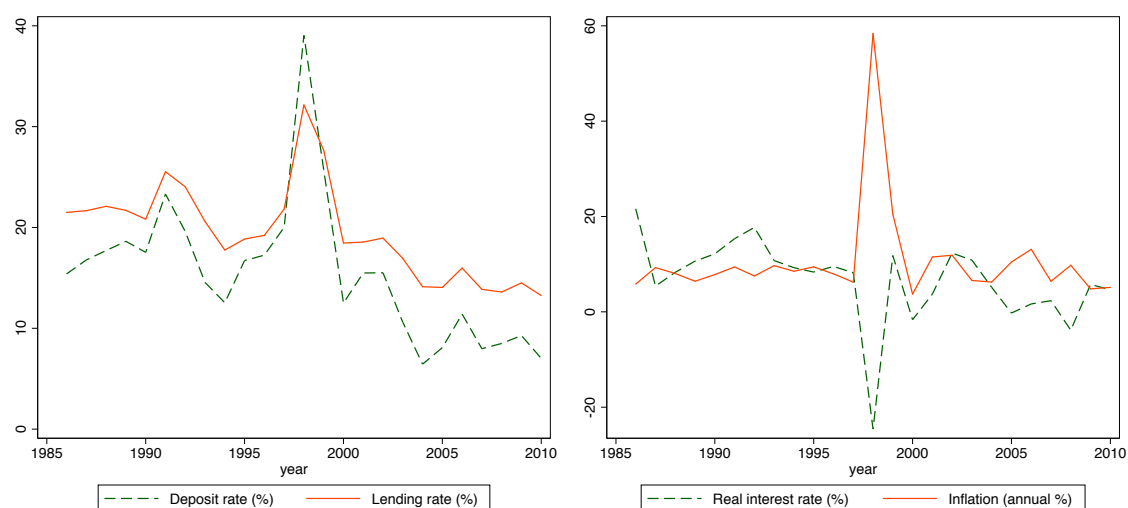 40
30
20
10
0
1985 1990 1995 2000 2005 2010
year
Deposit rate (%) Lending rate (%)
60
40
20
0
-20
1985 1990 1995 2000 2005 2010
year
Real interest rate (%) Inflation (annual %)